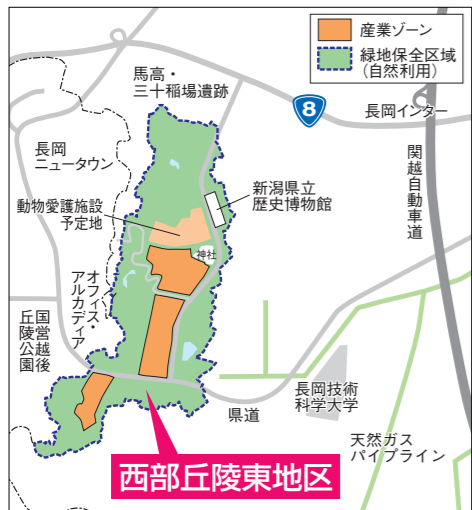 産業ゾーン
緑地保全区域
(自然利用)
馬高・
三十稲場遺跡
8
長岡インター
長岡
ニュータウン
関越自動車道
新潟県立
歴史博物館
動物愛護施設
予定地
神社
オフィス・
アルカディア
国営越後
丘陵公園
県道
長岡技術
科学大学
天然ガス
パイプライン
西部丘陵東地区